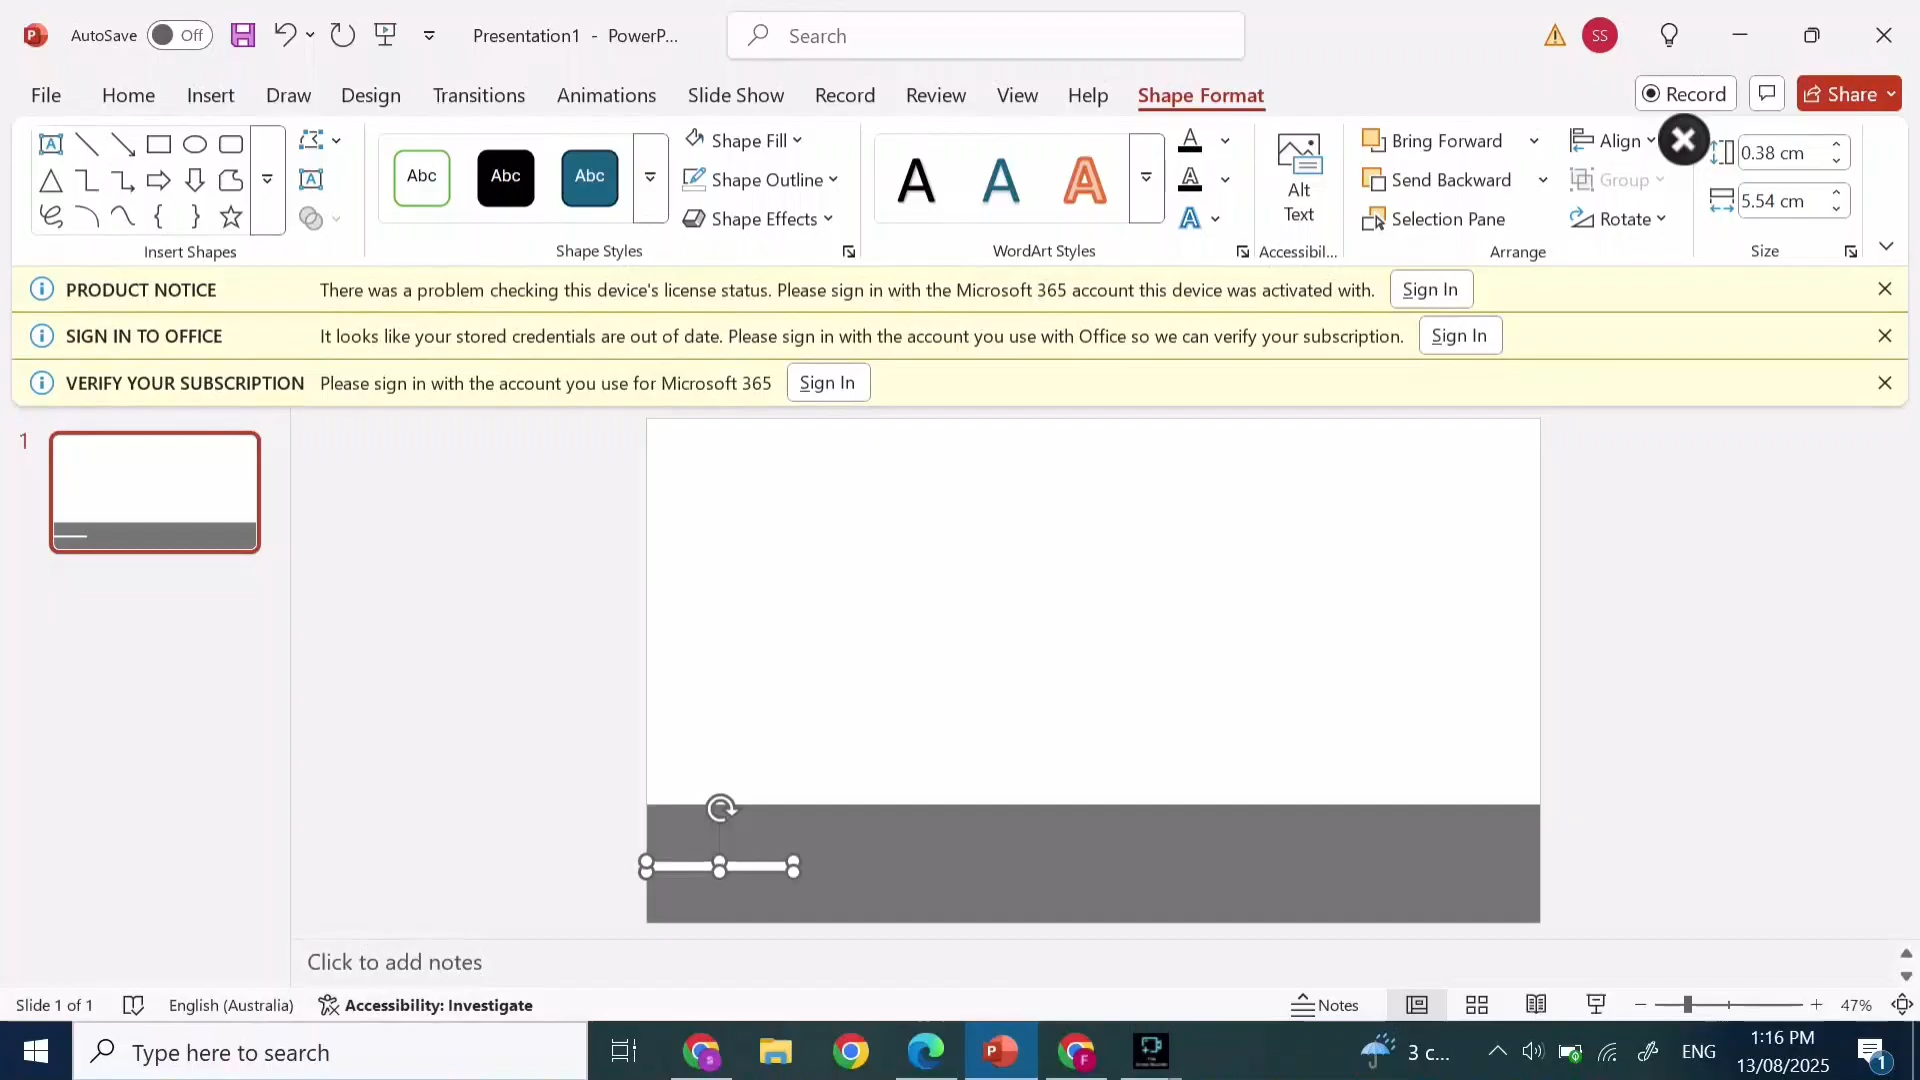 AutoSave Off Presentation1 - PowerP... Search SS
File Home Insert Draw Design Transitions Animations Slide Show Record Review View Help Shape Format Record Share
Abc Abc Abc
Shape Fill
Shape Outline
Shape Effects
A A A
Alt
Text
Bring Forward
Send Backward
Selection Pane
Align
Group
Rotate
0.38 cm
5.54 cm
Insert Shapes Shape Styles WordArt Styles Accessibil... Arrange Size
PRODUCT NOTICE There was a problem checking this device's license status. Please sign in with the Microsoft 365 account this device was activated with. Sign In
SIGN IN TO OFFICE It looks like your stored credentials are out of date. Please sign in with the account you use with Office so we can verify your subscription. Sign In
VERIFY YOUR SUBSCRIPTION Please sign in with the account you use for Microsoft 365 Sign In
1
Click to add notes
Slide 1 of 1 English (Australia) Accessibility: Investigate Notes 47%
Type here to search 3 c... ENG 1:16 PM
13/08/2025 1